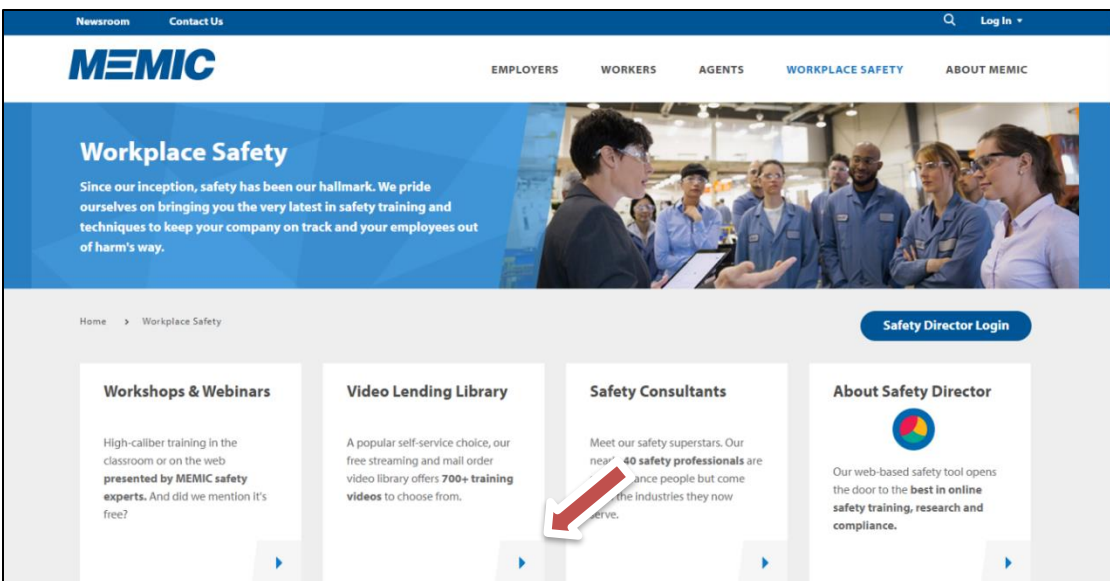 Newsroom Contact Us Log In
MEMIC
EMPLOYERS WORKERS AGENTS WORKPLACE SAFETY ABOUT MEMIC
Workplace Safety
Since our inception, safety has been our hallmark. We pride
ourselves on bringing you the very latest in safety training and
techniques to keep your company on track and your employees out
of harm's way.
Home > Workplace Safety
Safety Director Login
Workshops & Webinars
High-caliber training in the
classroom or on the web
presented by MEMIC safety
experts. And did we mention it's
free?
Video Lending Library
A popular self-service choice, our
free streaming and mail order
video library offers 700+ training
videos to choose from.
Safety Consultants
Meet our safety superstars. Our
40 safety professionals are
people but come
the industries they now
serve.
About Safety Director
Our web-based safety tool opens
the door to the best in online
safety training, research and
compliance.